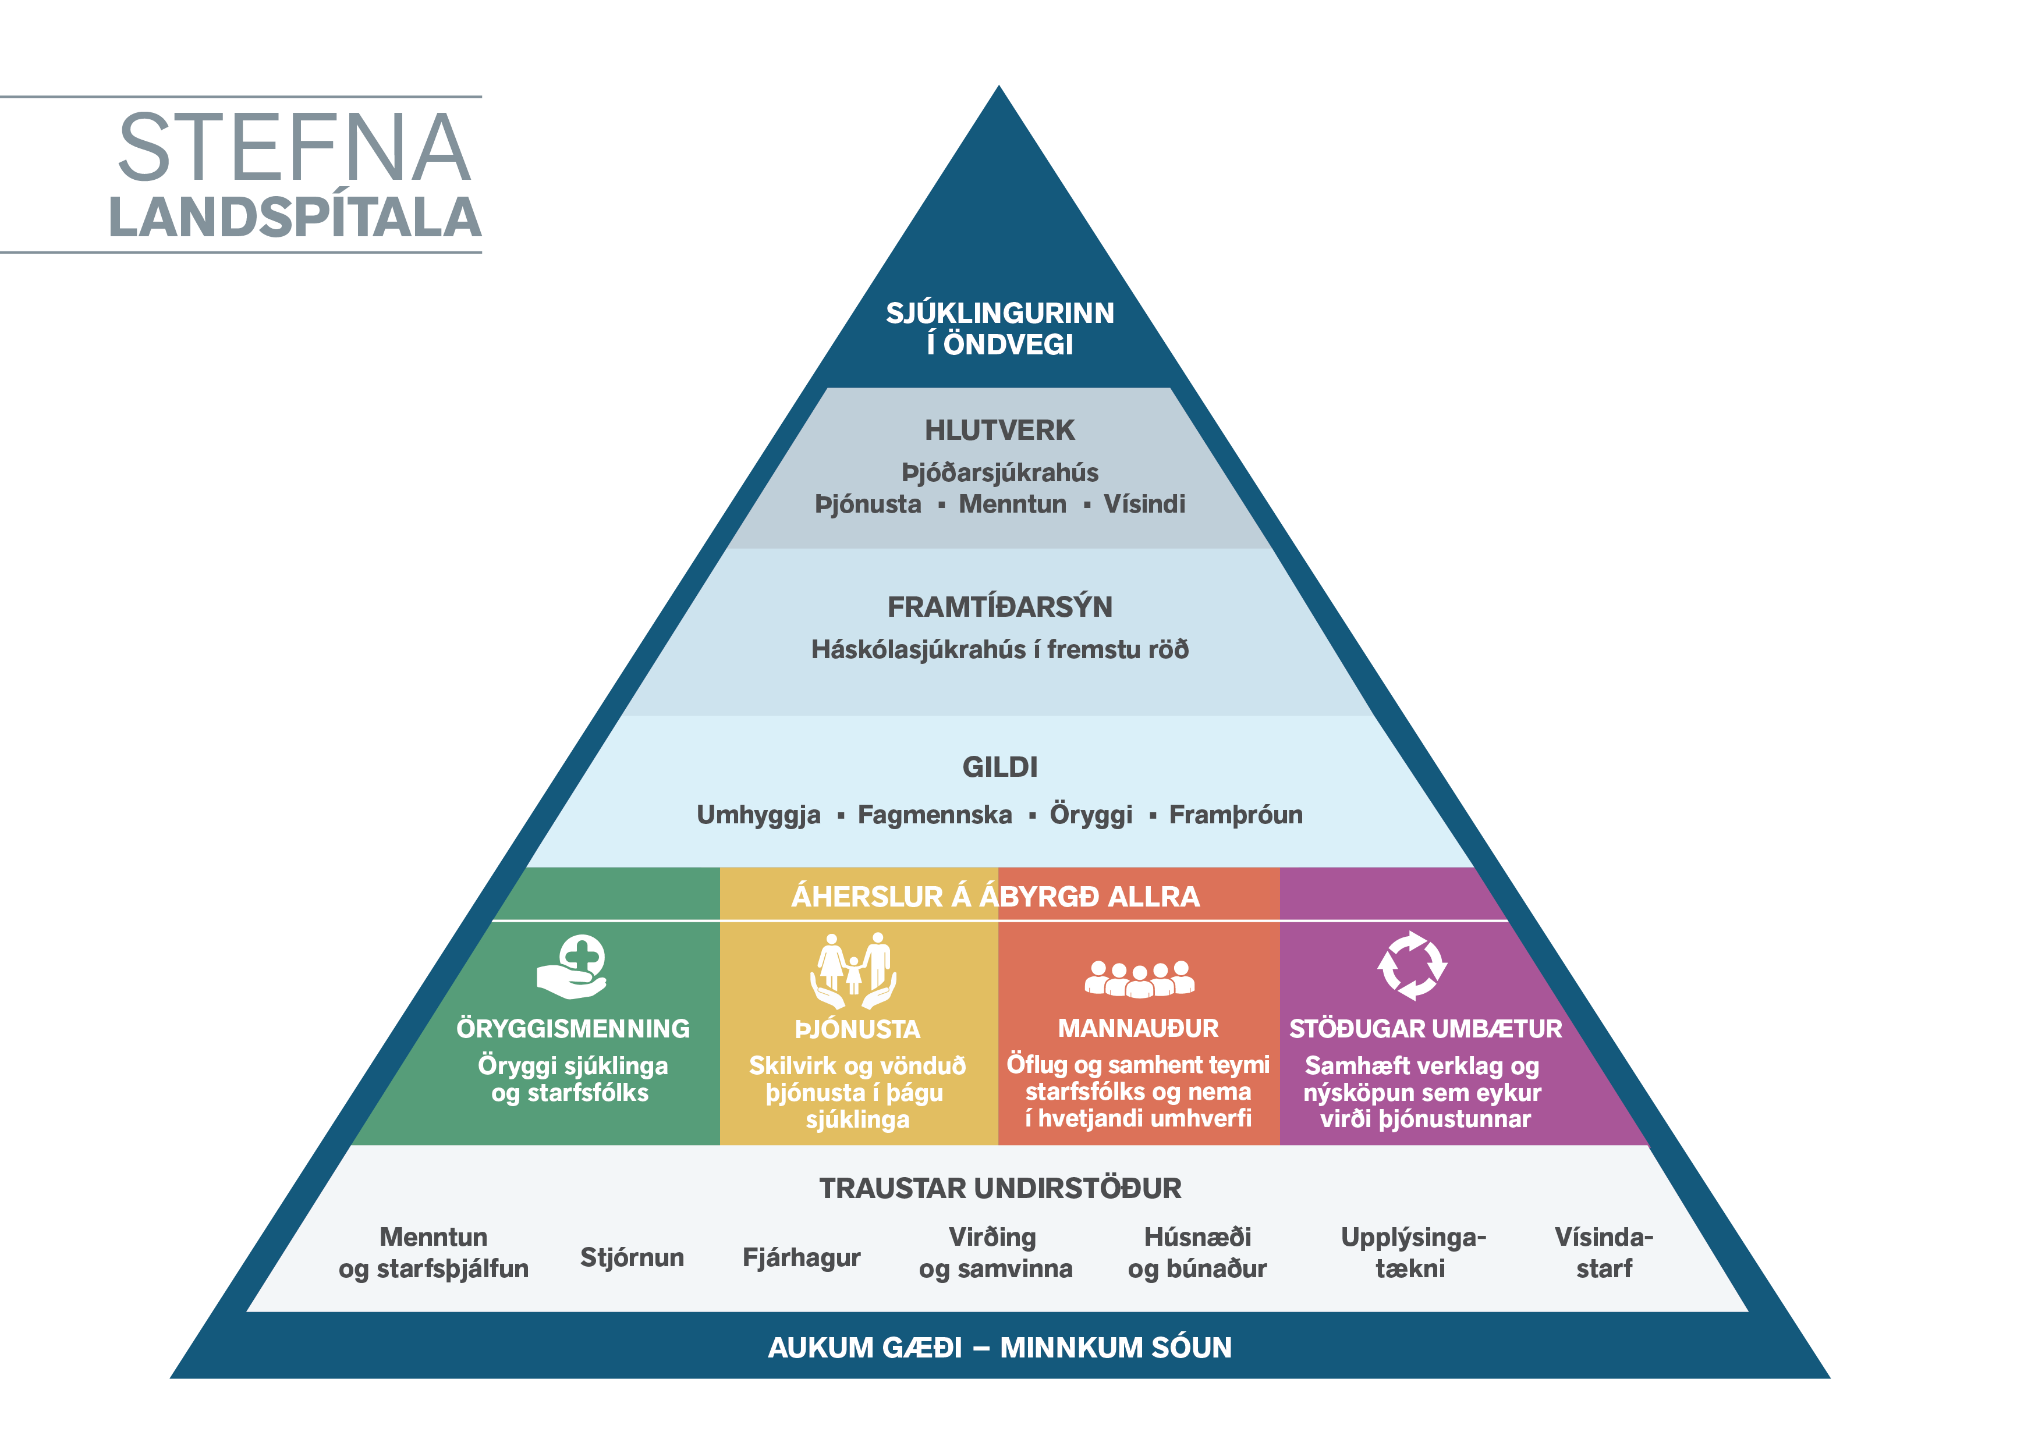 STEFNA
LANDSPÍTALA
SJÚKLINGURINN
Í ÖNDVEGI
HLUTVERK
Þjóðarsjúkrahús
Þjónusta ▪ Menntun ▪ Vísindi
FRAMTÍÐARSÝN
Háskólasjúkrahús í fremstu röð
GILDI
Umhyggja ▪ Fagmennska ▪ Öryggi ▪ Framþróun
ÁHERSLUR Á ÁBYRGÐ ALLRA
ÖRYGGISMENNING
Öryggi sjúklinga
og starfsfólks
ÞJÓNUSTA
Skilvirk og vönduð
þjónusta í þágu
sjúklinga
MANNAUÐUR
Öflug og samhent teymi
starfsfólks og nema
í hvetjandi umhverfi
STÖÐUGAR UMBÆTUR
Samhæft verklag og
nýsköpun sem eykur
virði þjónustunnar
TRAUSTAR UNDIRSTÖÐUR
Menntun
og starfsþjálfun
Stjórnun
Fjárhagur
Virðing
og samvinna
Húsnæði
og búnaður
Upplýsinga-
tækni
Vísinda-
starf
AUKUM GÆÐI – MINNKUM SÓUN